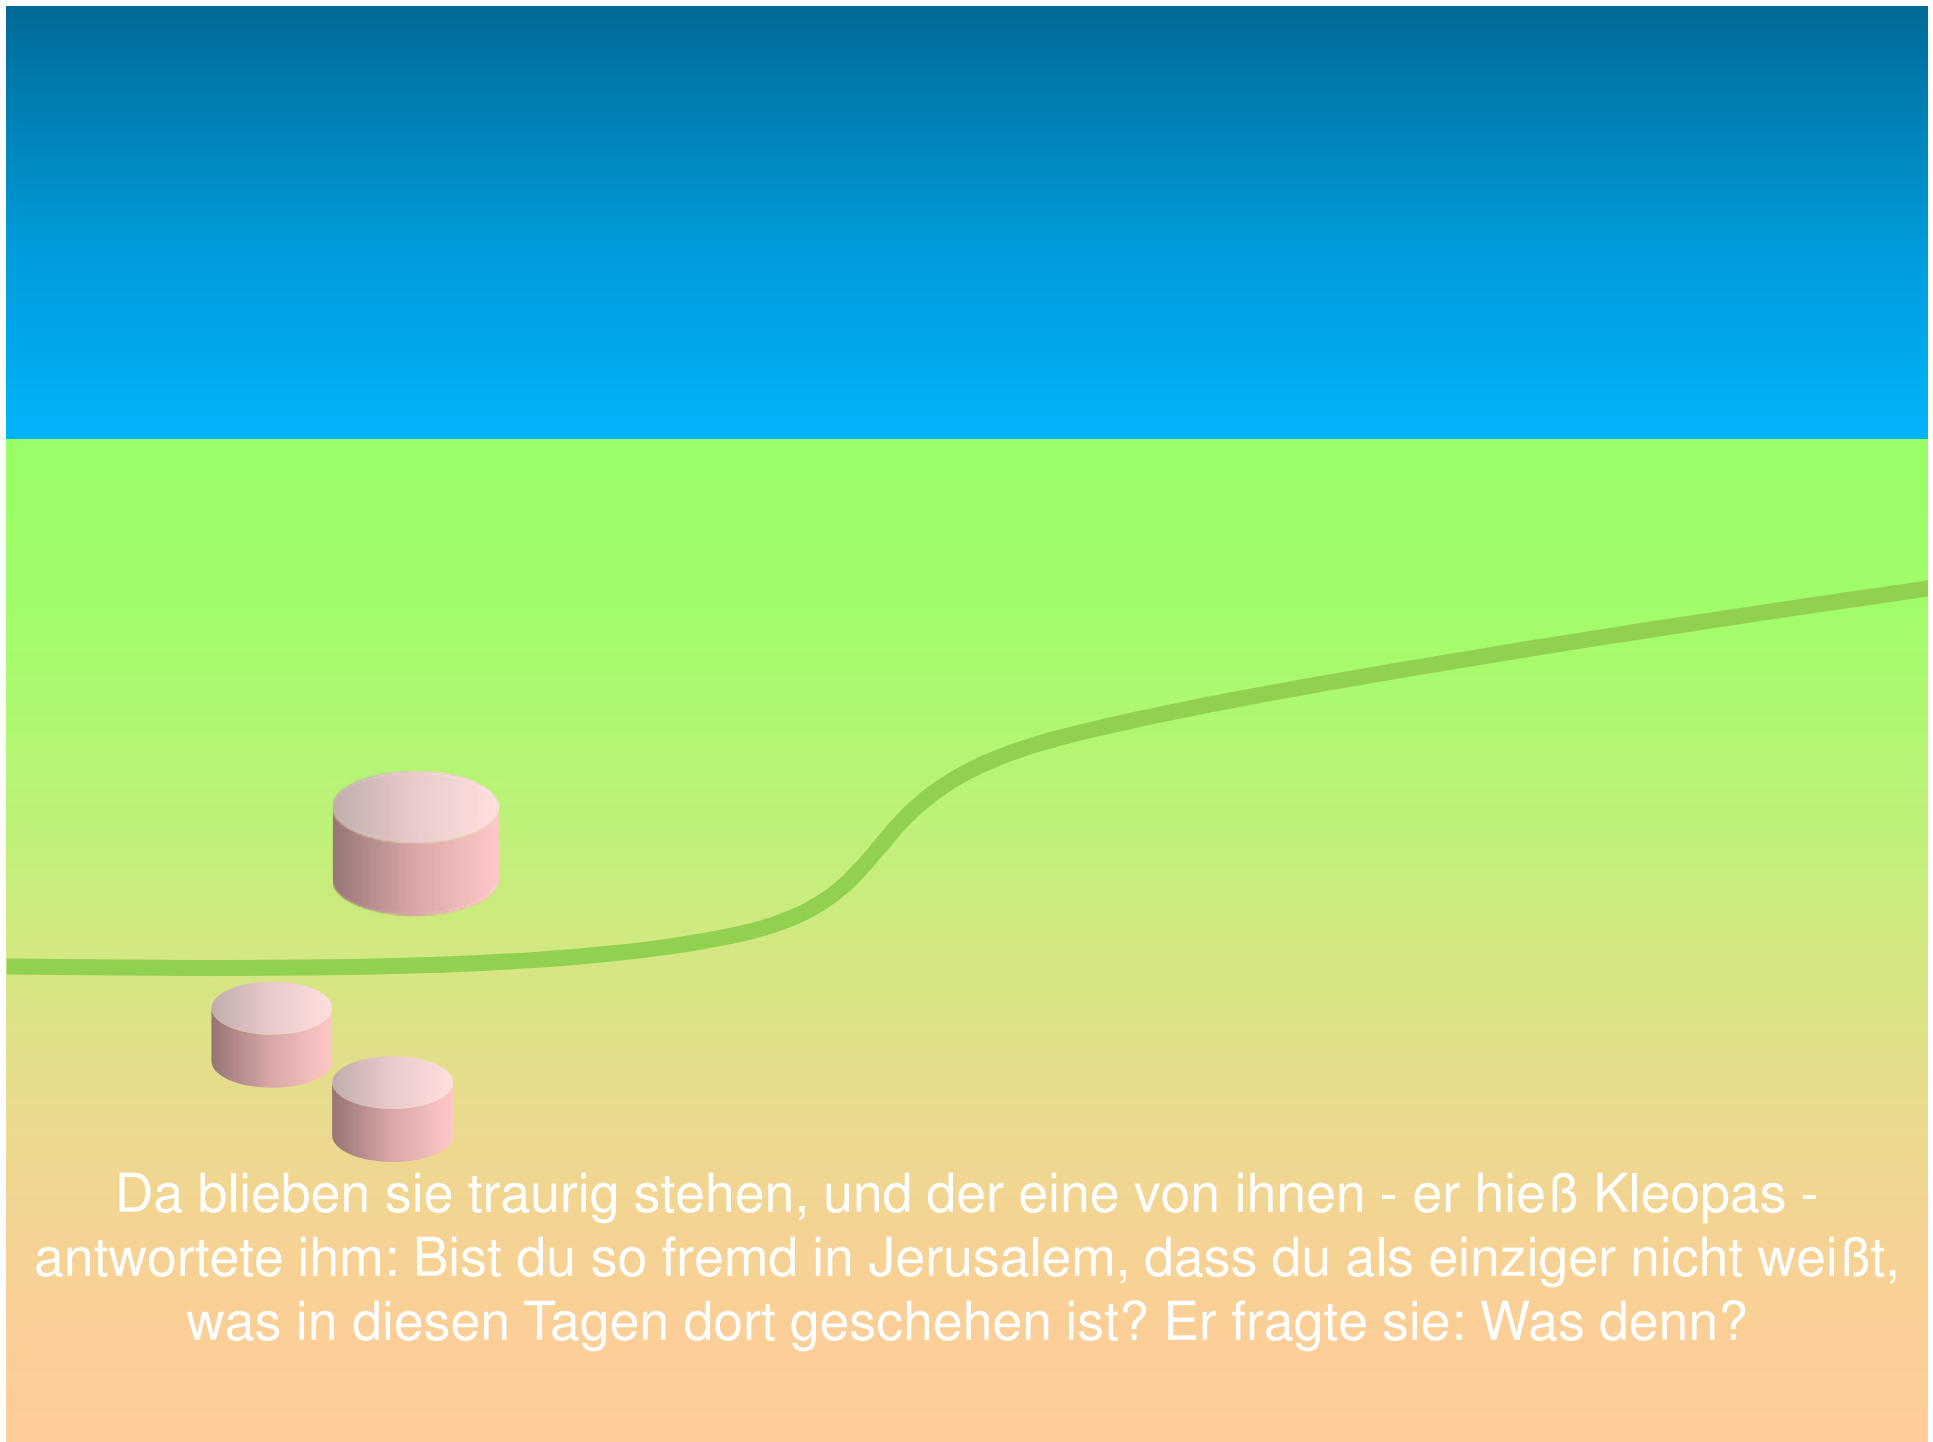 Da blieben sie traurig stehen, und der eine von ihnen - er hieß Kleopas -
antwortete ihm: Bist du so fremd in Jerusalem, dass du als einziger nicht weißt,
was in diesen Tagen dort geschehen ist? Er fragte sie: Was denn?